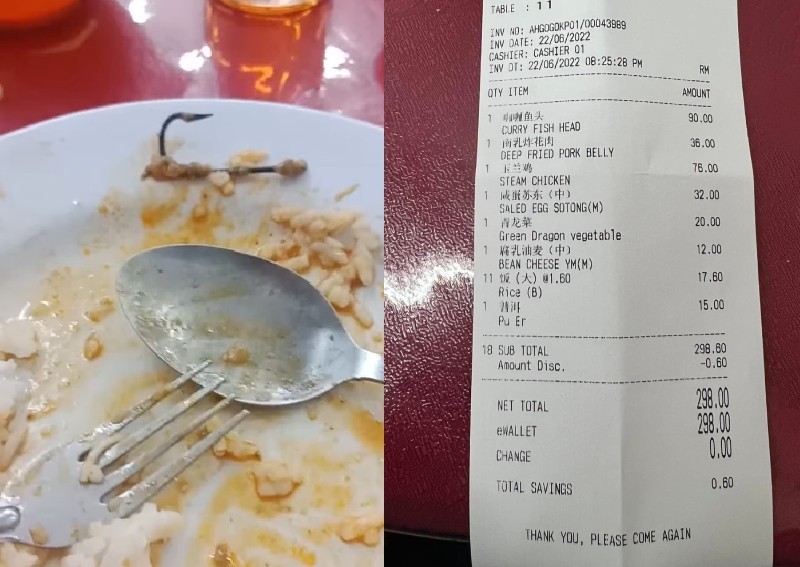 TABLE : 11
INV NO: AHGDGDKP01/00043989
INV DATE: 22/06/2022
CASHIER: CASHIER 01
INV DT: 22/06/2022 08:25:28 PM
RM
QTY ITEM AMOUNT
1 咖喱鱼头 90.00
CURRY FISH HEAD
1 南乳炸花肉 36.00
DEEP FRIED PORK BELLY
1 玉兰鸡 76.00
STEAM CHICKEN
1 咸蛋苏东（中） 32.00
SALED EGG SOTONG(M)
1 青龙菜 20.00
Green Dragon vegetable
1 腐乳油麦（中） 12.00
BEAN CHEESE YM(M)
11 饭（大）@1.60 17.60
Rice (B)
1 普洱 15.00
Pu Er
18 SUB TOTAL 298.60
Amount Disc. -0.60
NET TOTAL 298.00
eWALLET 298.00
CHANGE 0.00
TOTAL SAVINGS 0.60
THANK YOU, PLEASE COME AGAIN